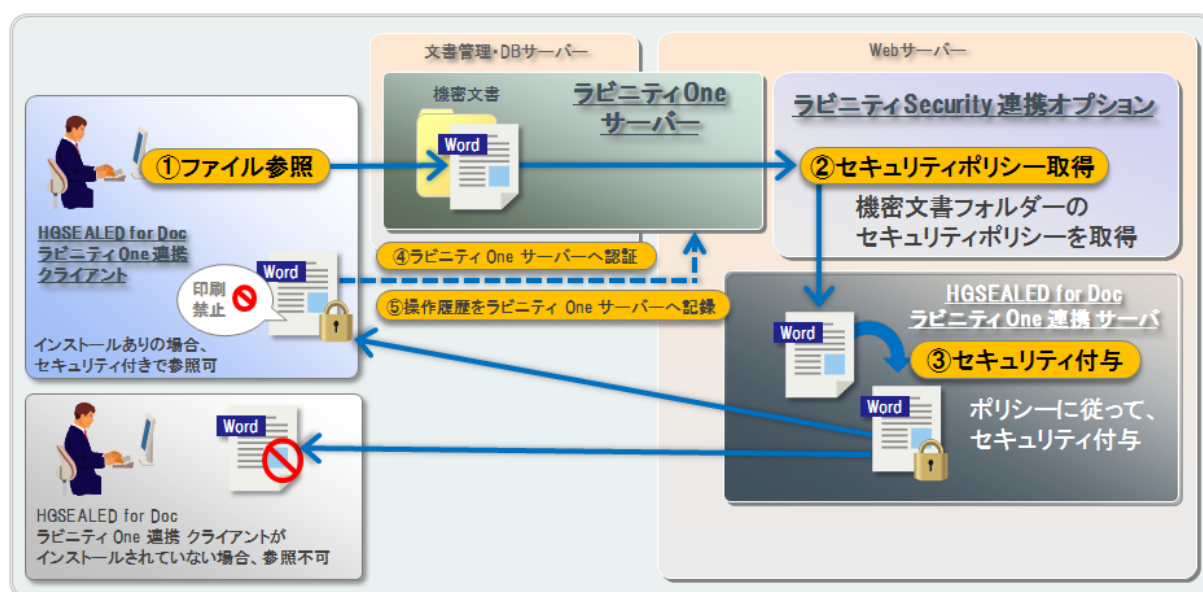 文書管理・DBサーバー
Webサーバー
機密文書
ラビニティOne
サーバー
Word
ラビニティSecurity 連携オプション
①ファイル参照
②セキュリティポリシー取得
機密文書フォルダーの
セキュリティポリシーを取得
HGSEALED for Doc
ラビニティOne 連携
クライアント
④ラビニティ One サーバーへ認証
印刷
禁止
Word
⑤操作履歴をラビニティ One サーバーへ記録
インストールありの場合、
セキュリティ付きで参照可
HGSEALED for Doc
ラビニティOne 連携 サーバ
Word
③セキュリティ付与
Word
ポリシーに従って、
セキュリティ付与
Word
HGSEALED for Doc
ラビニティ One 連携 クライアントが
インストールされていない場合、参照不可